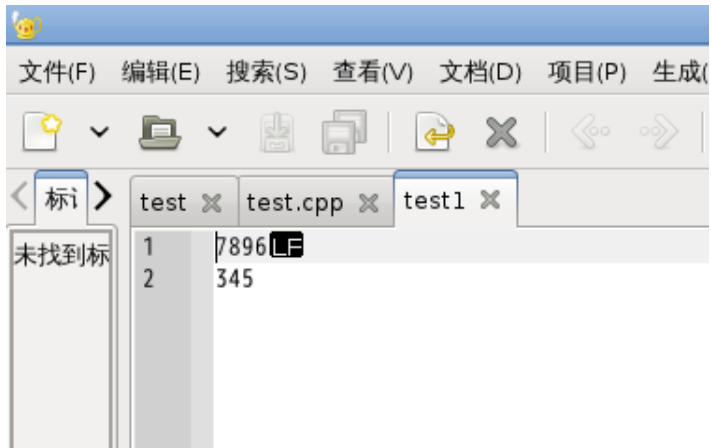 文件(F) 编辑(E) 搜索(S) 查看(V) 文档(D) 项目(P) 生成(
标i
test test.cpp test1
未找到标
1 7896LF
2 345